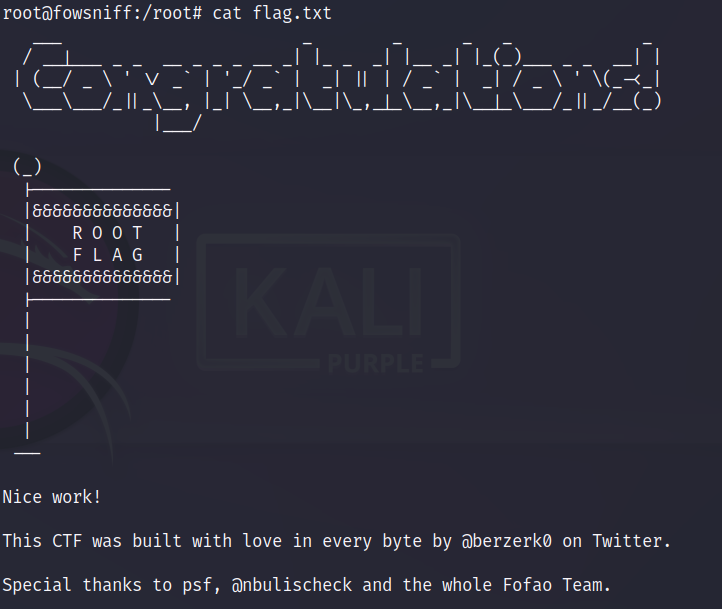 root@fowsniff:/root# cat flag.txt
Congratulations!
R O O T
F L A G
KALI
PURPLE
Nice work!
This CTF was built with love in every byte by @berzerk0 on Twitter.
Special thanks to psf, @nbulischeck and the whole Fofao Team.